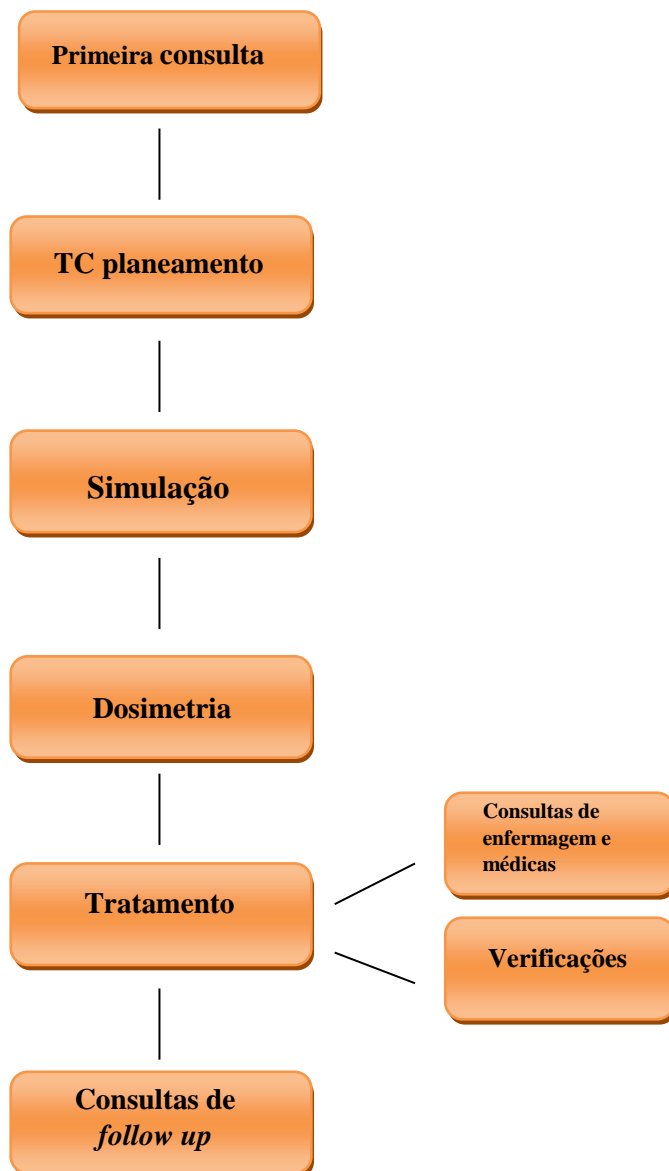 Primeira consulta
TC planeamento
Simulação
Dosimetria
Consultas de
enfermagem e
médicas
Tratamento
Verificações
Consultas de
follow up